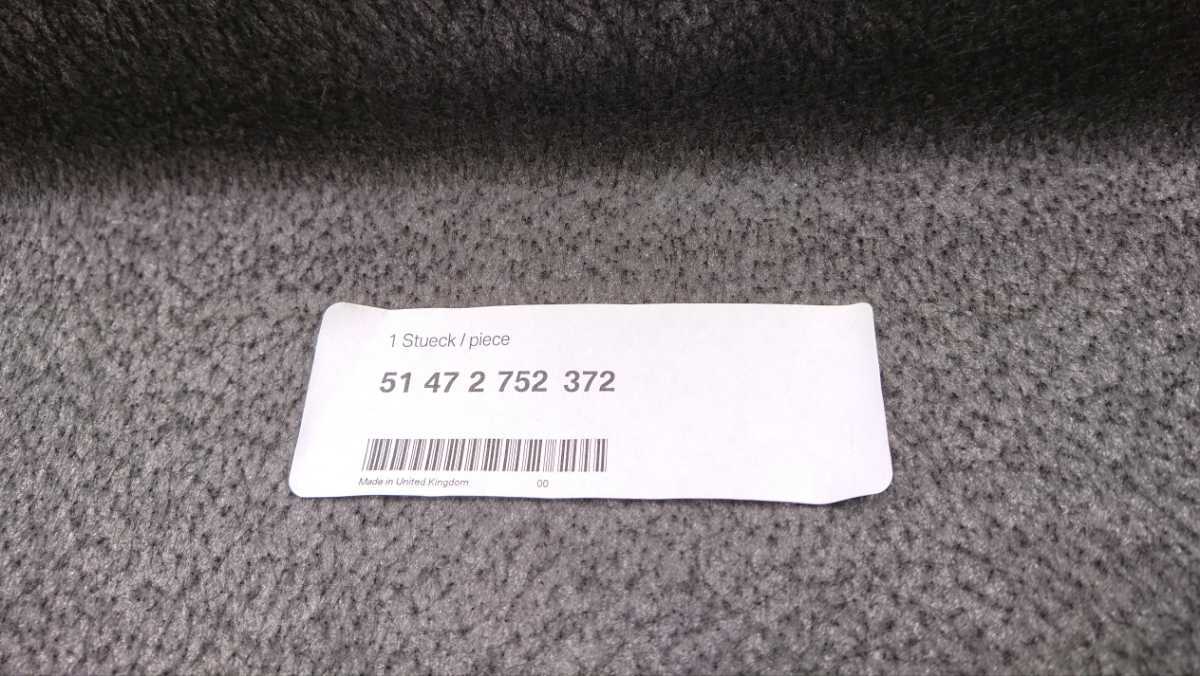 1 Stueck / piece
51 47 2 752 372
Made in United Kingdom 00